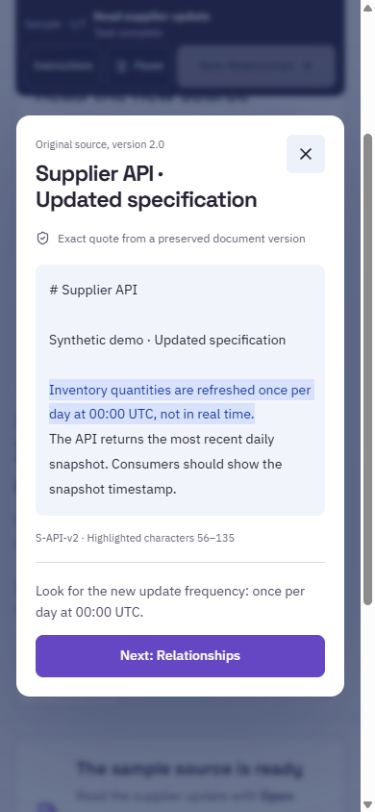 Read supplier update
Original source, version 2.0
Supplier API ·
Updated specification
Exact quote from a preserved document version
# Supplier API
Synthetic demo · Updated specification
Inventory quantities are refreshed once per
day at 00:00 UTC, not in real time.
The API returns the most recent daily
snapshot. Consumers should show the
snapshot timestamp.
S-API-v2 · Highlighted characters 56–135
Look for the new update frequency: once per
day at 00:00 UTC.
Next: Relationships
The sample source is ready